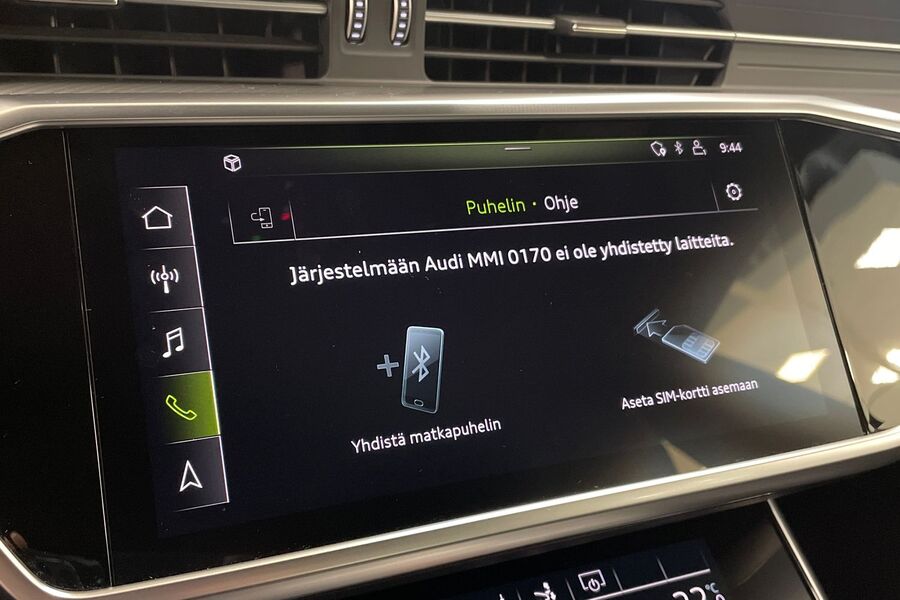 9:44
Puhelin · Ohje
Järjestelmään Audi MMI 0170 ei ole yhdistetty laitteita.
Yhdistä matkapuhelin
Aseta SIM-kortti asemaan